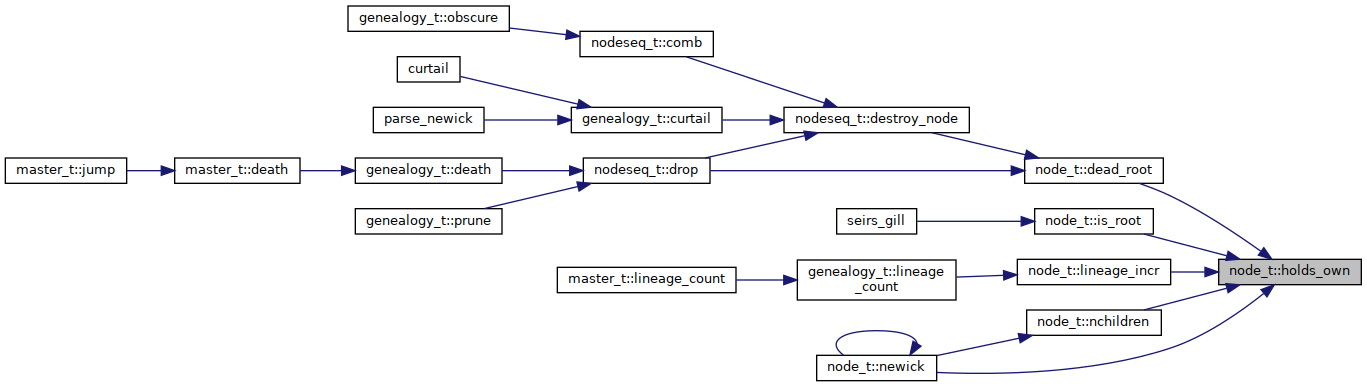 genealogy_t::obscure
nodeseq_t::comb
curtail
parse_newick
genealogy_t::curtail
nodeseq_t::destroy_node
master_t::jump
master_t::death
genealogy_t::death
nodeseq_t::drop
node_t::dead_root
genealogy_t::prune
seirs_gill
node_t::is_root
node_t::holds_own
master_t::lineage_count
genealogy_t::lineage
_count
node_t::lineage_incr
node_t::nchildren
node_t::newick